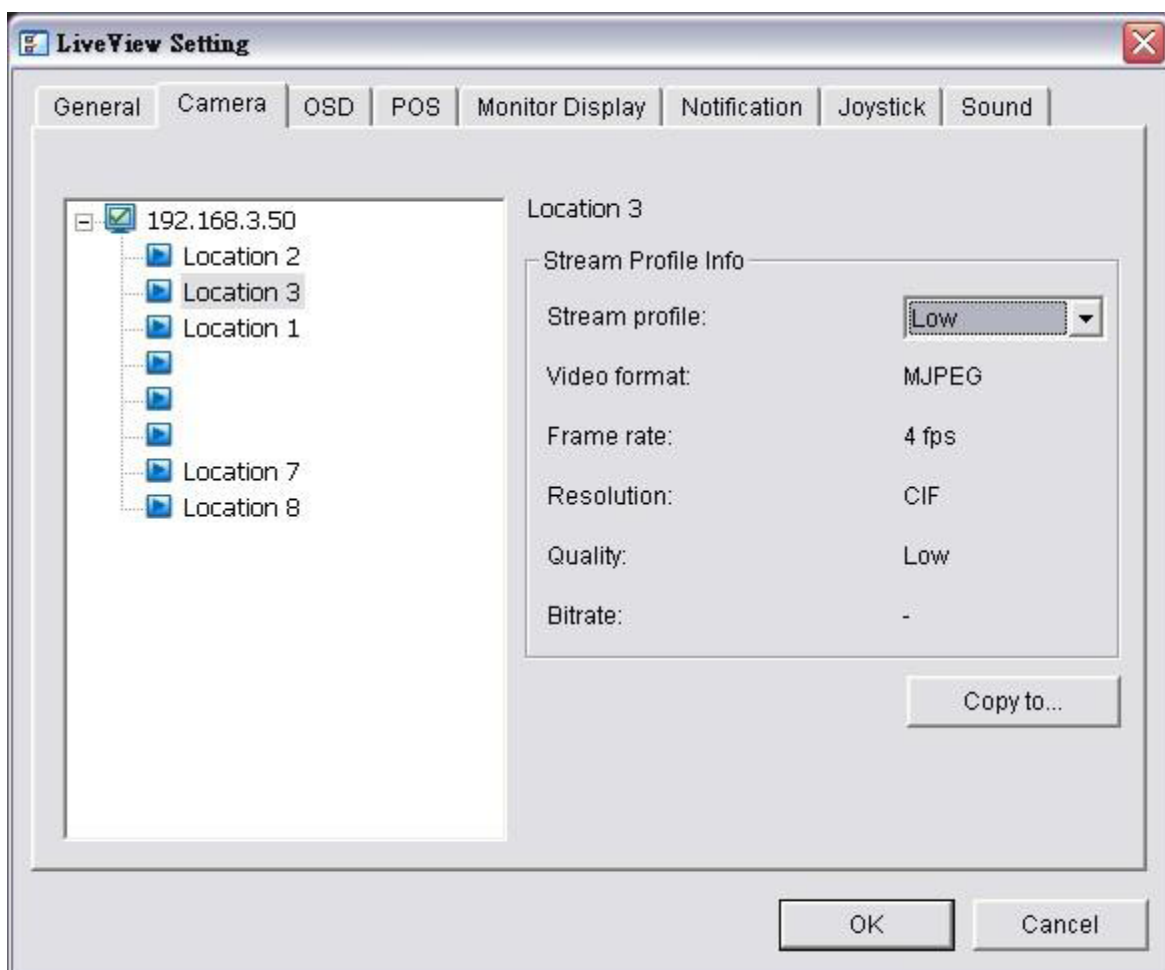 LiveView Setting
General Camera OSD POS Monitor Display Notification Joystick Sound
192.168.3.50
Location 2
Location 3
Location 1
Location 7
Location 8
Location 3
Stream Profile Info
Stream profile: Low
Video format: MJPEG
Frame rate: 4 fps
Resolution: CIF
Quality: Low
Bitrate: -
Copy to...
OK Cancel